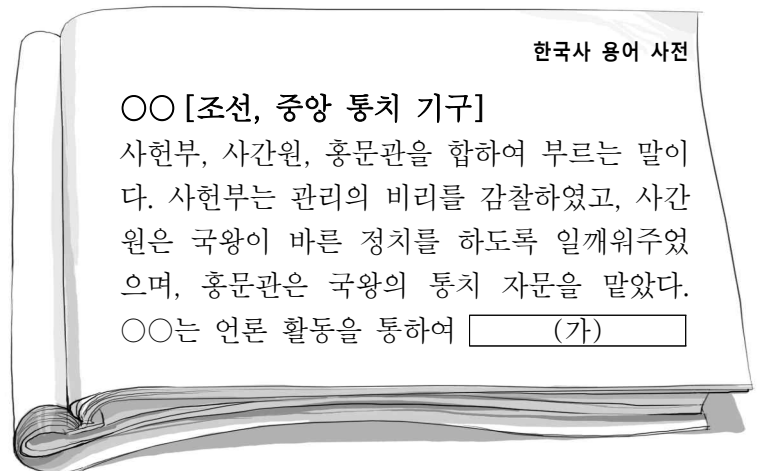 한국사 용어 사전
○○ [조선, 중앙 통치 기구]
사헌부, 사간원, 홍문관을 합하여 부르는 말이
다. 사헌부는 관리의 비리를 감찰하였고, 사간
원은 국왕이 바른 정치를 하도록 일깨워주었
으며, 홍문관은 국왕의 통치 자문을 맡았다.
○○는 언론 활동을 통하여 (가)